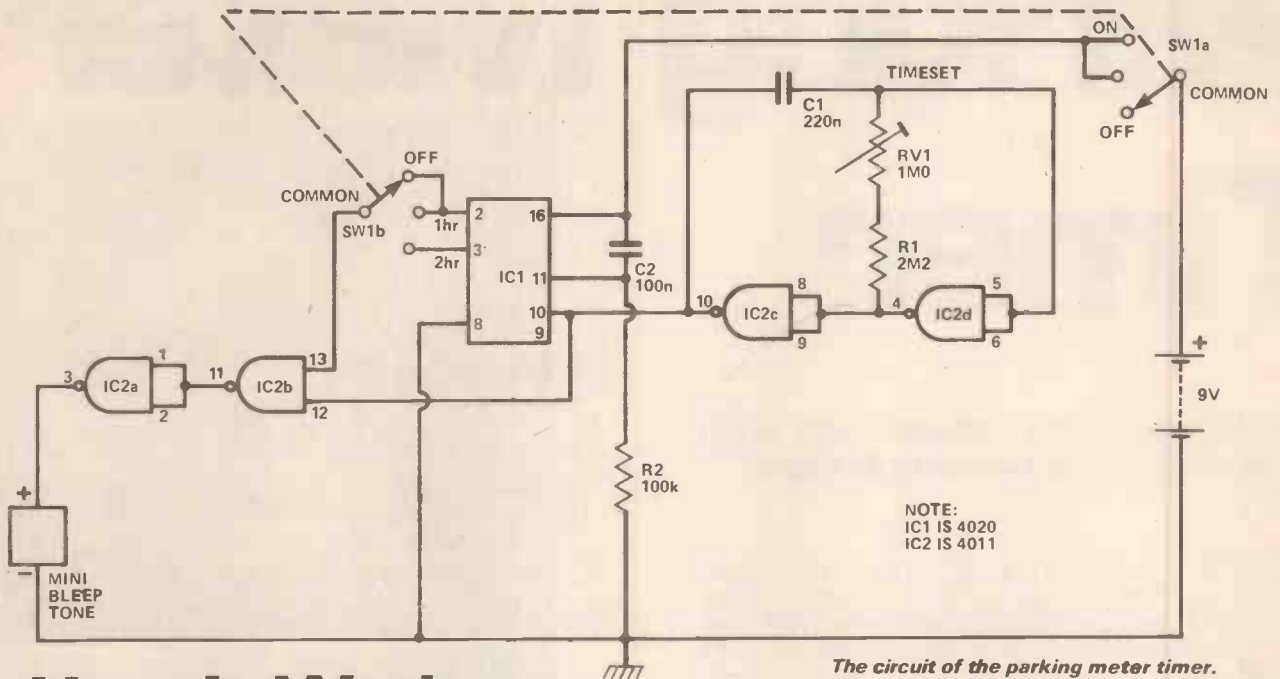 ON
SW1a
COMMON
OFF
TIMESET
C1
220n
RV1
1M0
R1
2M2
OFF
COMMON
SW1b
1hr
2hr
2
3
8
IC1
16
11
10
9
C2
100n
10
IC2c
8
9
4
IC2d
5
6
3
IC2a
1
2
11
IC2b
13
12
R2
100k
+
9V
+
−
MINI
BLEEP
TONE
NOTE:
IC1 IS 4020
IC2 IS 4011
The circuit of the parking meter timer.